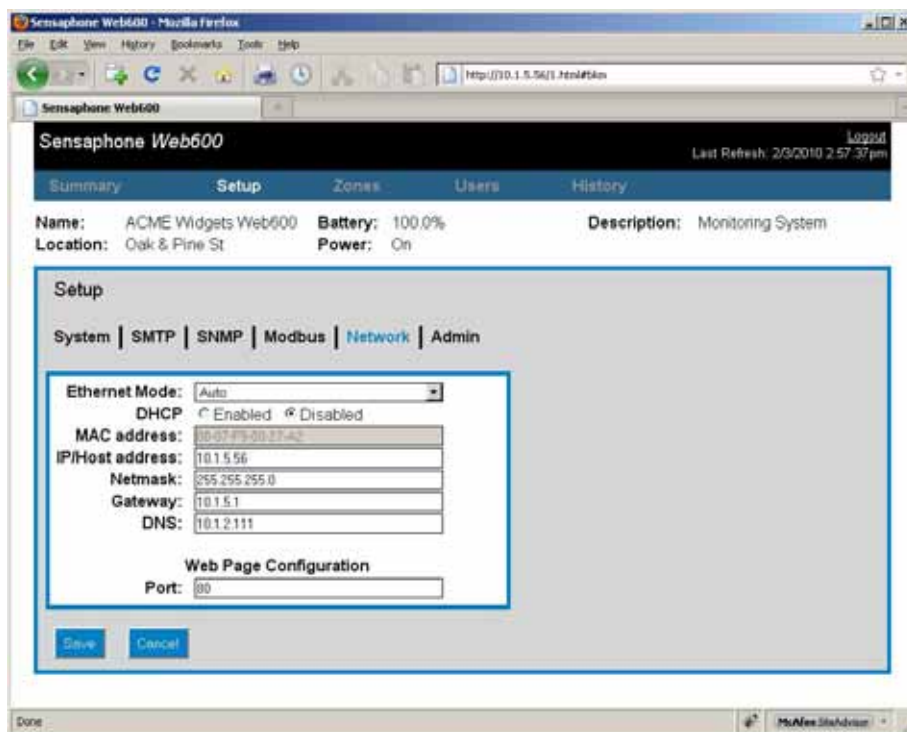 Sensaphone Web600 - Mozilla Firefox
File Edit View History Bookmarks Tools Help
http://10.1.5.56/1.html#bkm
Sensaphone Web600
Sensaphone Web600
Logout
Last Refresh: 2/3/2010 2:57:37pm
Summary Setup Zones Users History
Name: ACME Widgets Web600 Battery: 100.0% Description: Monitoring System
Location: Oak & Pine St Power: On
Setup
System | SMTP | SNMP | Modbus | Network | Admin
Ethernet Mode: Auto
DHCP Enabled Disabled
MAC address:
IP/Host address: 10.1.5.56
Netmask: 255.255.255.0
Gateway: 10.1.5.1
DNS: 10.1.2.111
Web Page Configuration
Port: 80
Save Cancel
Done McAfee SiteAdvisor